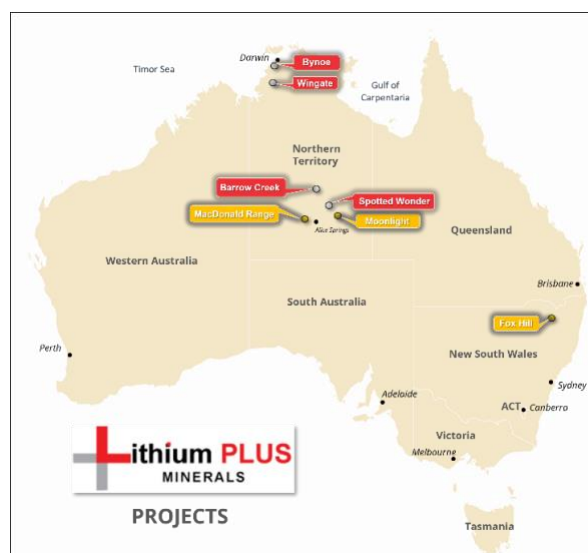 Darwin
Bynoe
Timor Sea
Wingate
Gulf of
Carpentaria
Northern
Territory
Barrow Creek
Spotted Wonder
MacDonald Range
Moonlight
Alice Springs
Queensland
Western Australia
Brisbane
South Australia
Fox Hill
Perth
New South Wales
Sydney
Adelaide
ACT
Canberra
Victoria
Melbourne
Lithium PLUS
MINERALS
PROJECTS
Tasmania